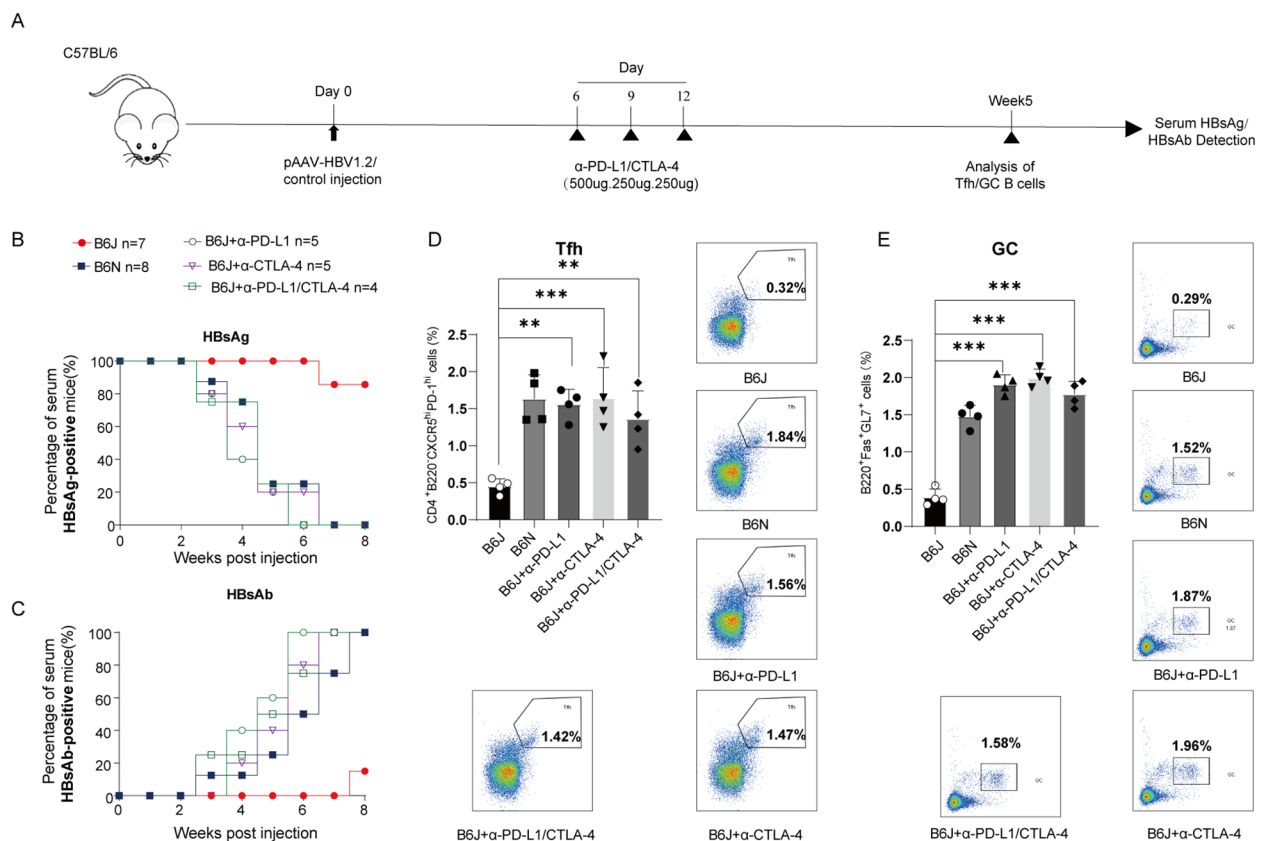 A
C57BL/6
Day 0
pAAV-HBV1.2/
control injection
Day
6 9 12
α-PD-L1/CTLA-4
(500ug.250ug.250ug)
Week5
Analysis of
Tfh/GC B cells
Serum HBsAg/
HBsAb Detection
B
B6J n=7
B6N n=8
B6J+α-PD-L1 n=5
B6J+α-CTLA-4 n=5
B6J+α-PD-L1/CTLA-4 n=4
HBsAg
Percentage of serum
HBsAg-positive mice(%)
100
80
60
40
20
0
0 2 4 6 8
Weeks post injection
C
HBsAb
Percentage of serum
HBsAb-positive mice(%)
100
80
60
40
20
0
0 2 4 6 8
Weeks post injection
D
Tfh
**
***
**
CD4⁺B220⁻CXCR5ʰⁱPD-1ʰⁱ cells (%)
2.5
2.0
1.5
1.0
0.5
0.0
B6J
B6N
B6J+α-PD-L1
B6J+α-CTLA-4
B6J+α-PD-L1/CTLA-4
Tfh
0.32%
B6J
Tfh
1.84%
B6N
Tfh
1.56%
B6J+α-PD-L1
Tfh
1.42%
B6J+α-PD-L1/CTLA-4
Tfh
1.47%
B6J+α-CTLA-4
E
GC
***
***
***
B220⁺Fas⁺GL7⁺ cells (%)
2.5
2.0
1.5
1.0
0.5
0.0
B6J
B6N
B6J+α-PD-L1
B6J+α-CTLA-4
B6J+α-PD-L1/CTLA-4
0.29%
GC
B6J
1.52%
GC
B6N
1.87%
GC
1.87
B6J+α-PD-L1
1.58%
GC
B6J+α-PD-L1/CTLA-4
1.96%
GC
B6J+α-CTLA-4